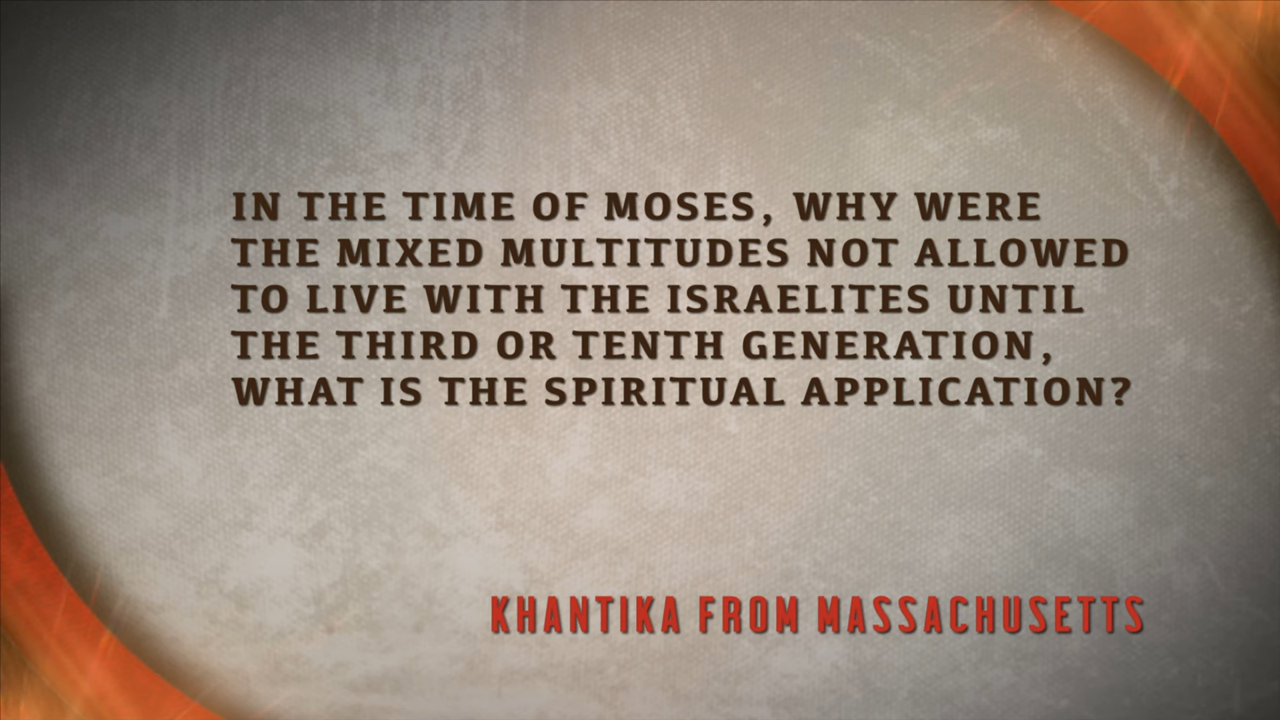 IN THE TIME OF MOSES, WHY WERE
THE MIXED MULTITUDES NOT ALLOWED
TO LIVE WITH THE ISRAELITES UNTIL
THE THIRD OR TENTH GENERATION,
WHAT IS THE SPIRITUAL APPLICATION?
KHANTIKA FROM MASSACHUSETTS